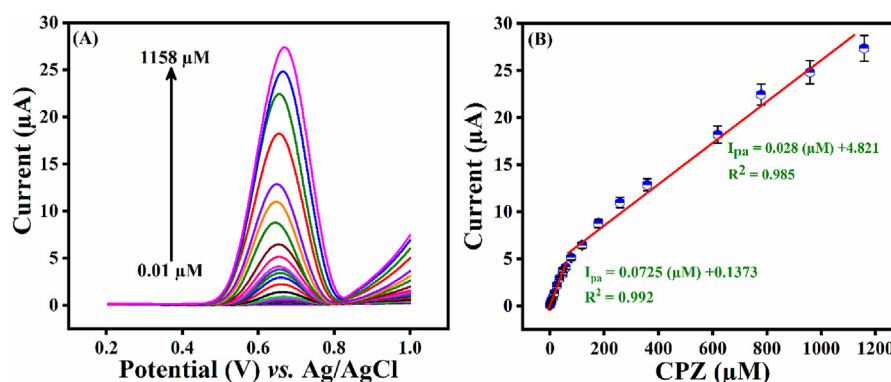 (A)
1158 µM
0.01 µM
30
25
20
15
10
5
0
Current (µA)
0.2 0.4 0.6 0.8 1.0
Potential (V) vs. Ag/AgCl
(B)
30
25
20
15
10
5
0
Current (µA)
Ipa = 0.028 (µM) +4.821
R² = 0.985
Ipa = 0.0725 (µM) +0.1373
R² = 0.992
0 200 400 600 800 1000 1200
CPZ (µM)